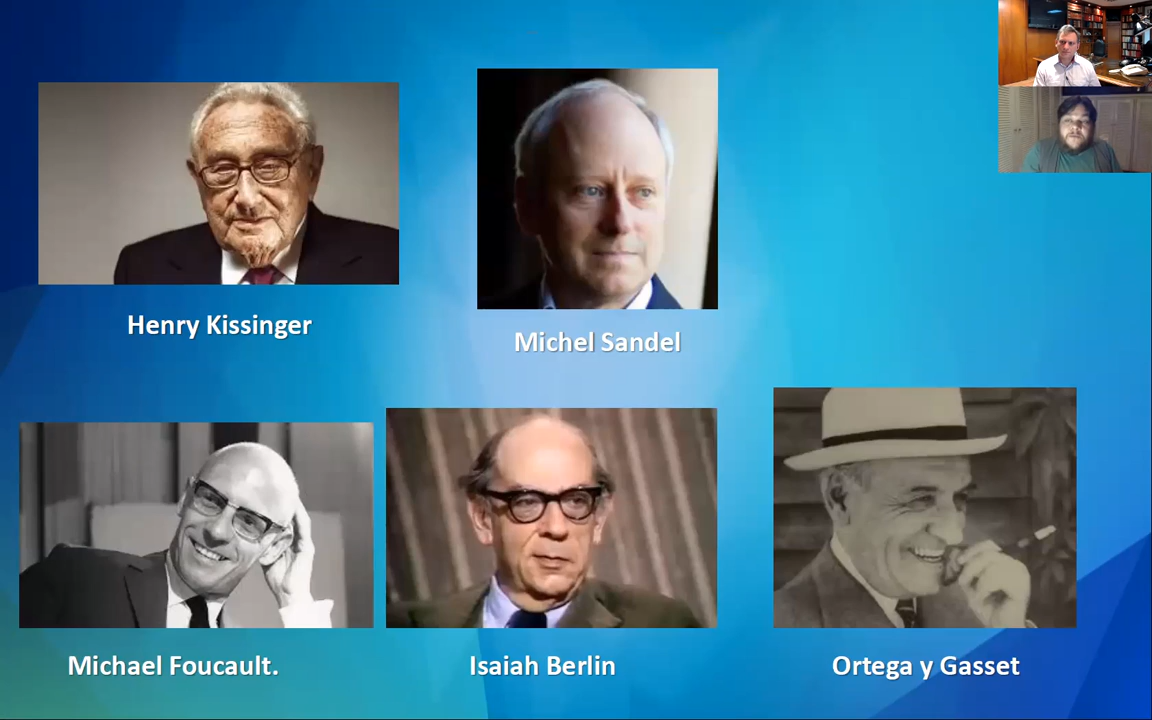 Henry Kissinger
Michel Sandel
Michael Foucault.
Isaiah Berlin
Ortega y Gasset